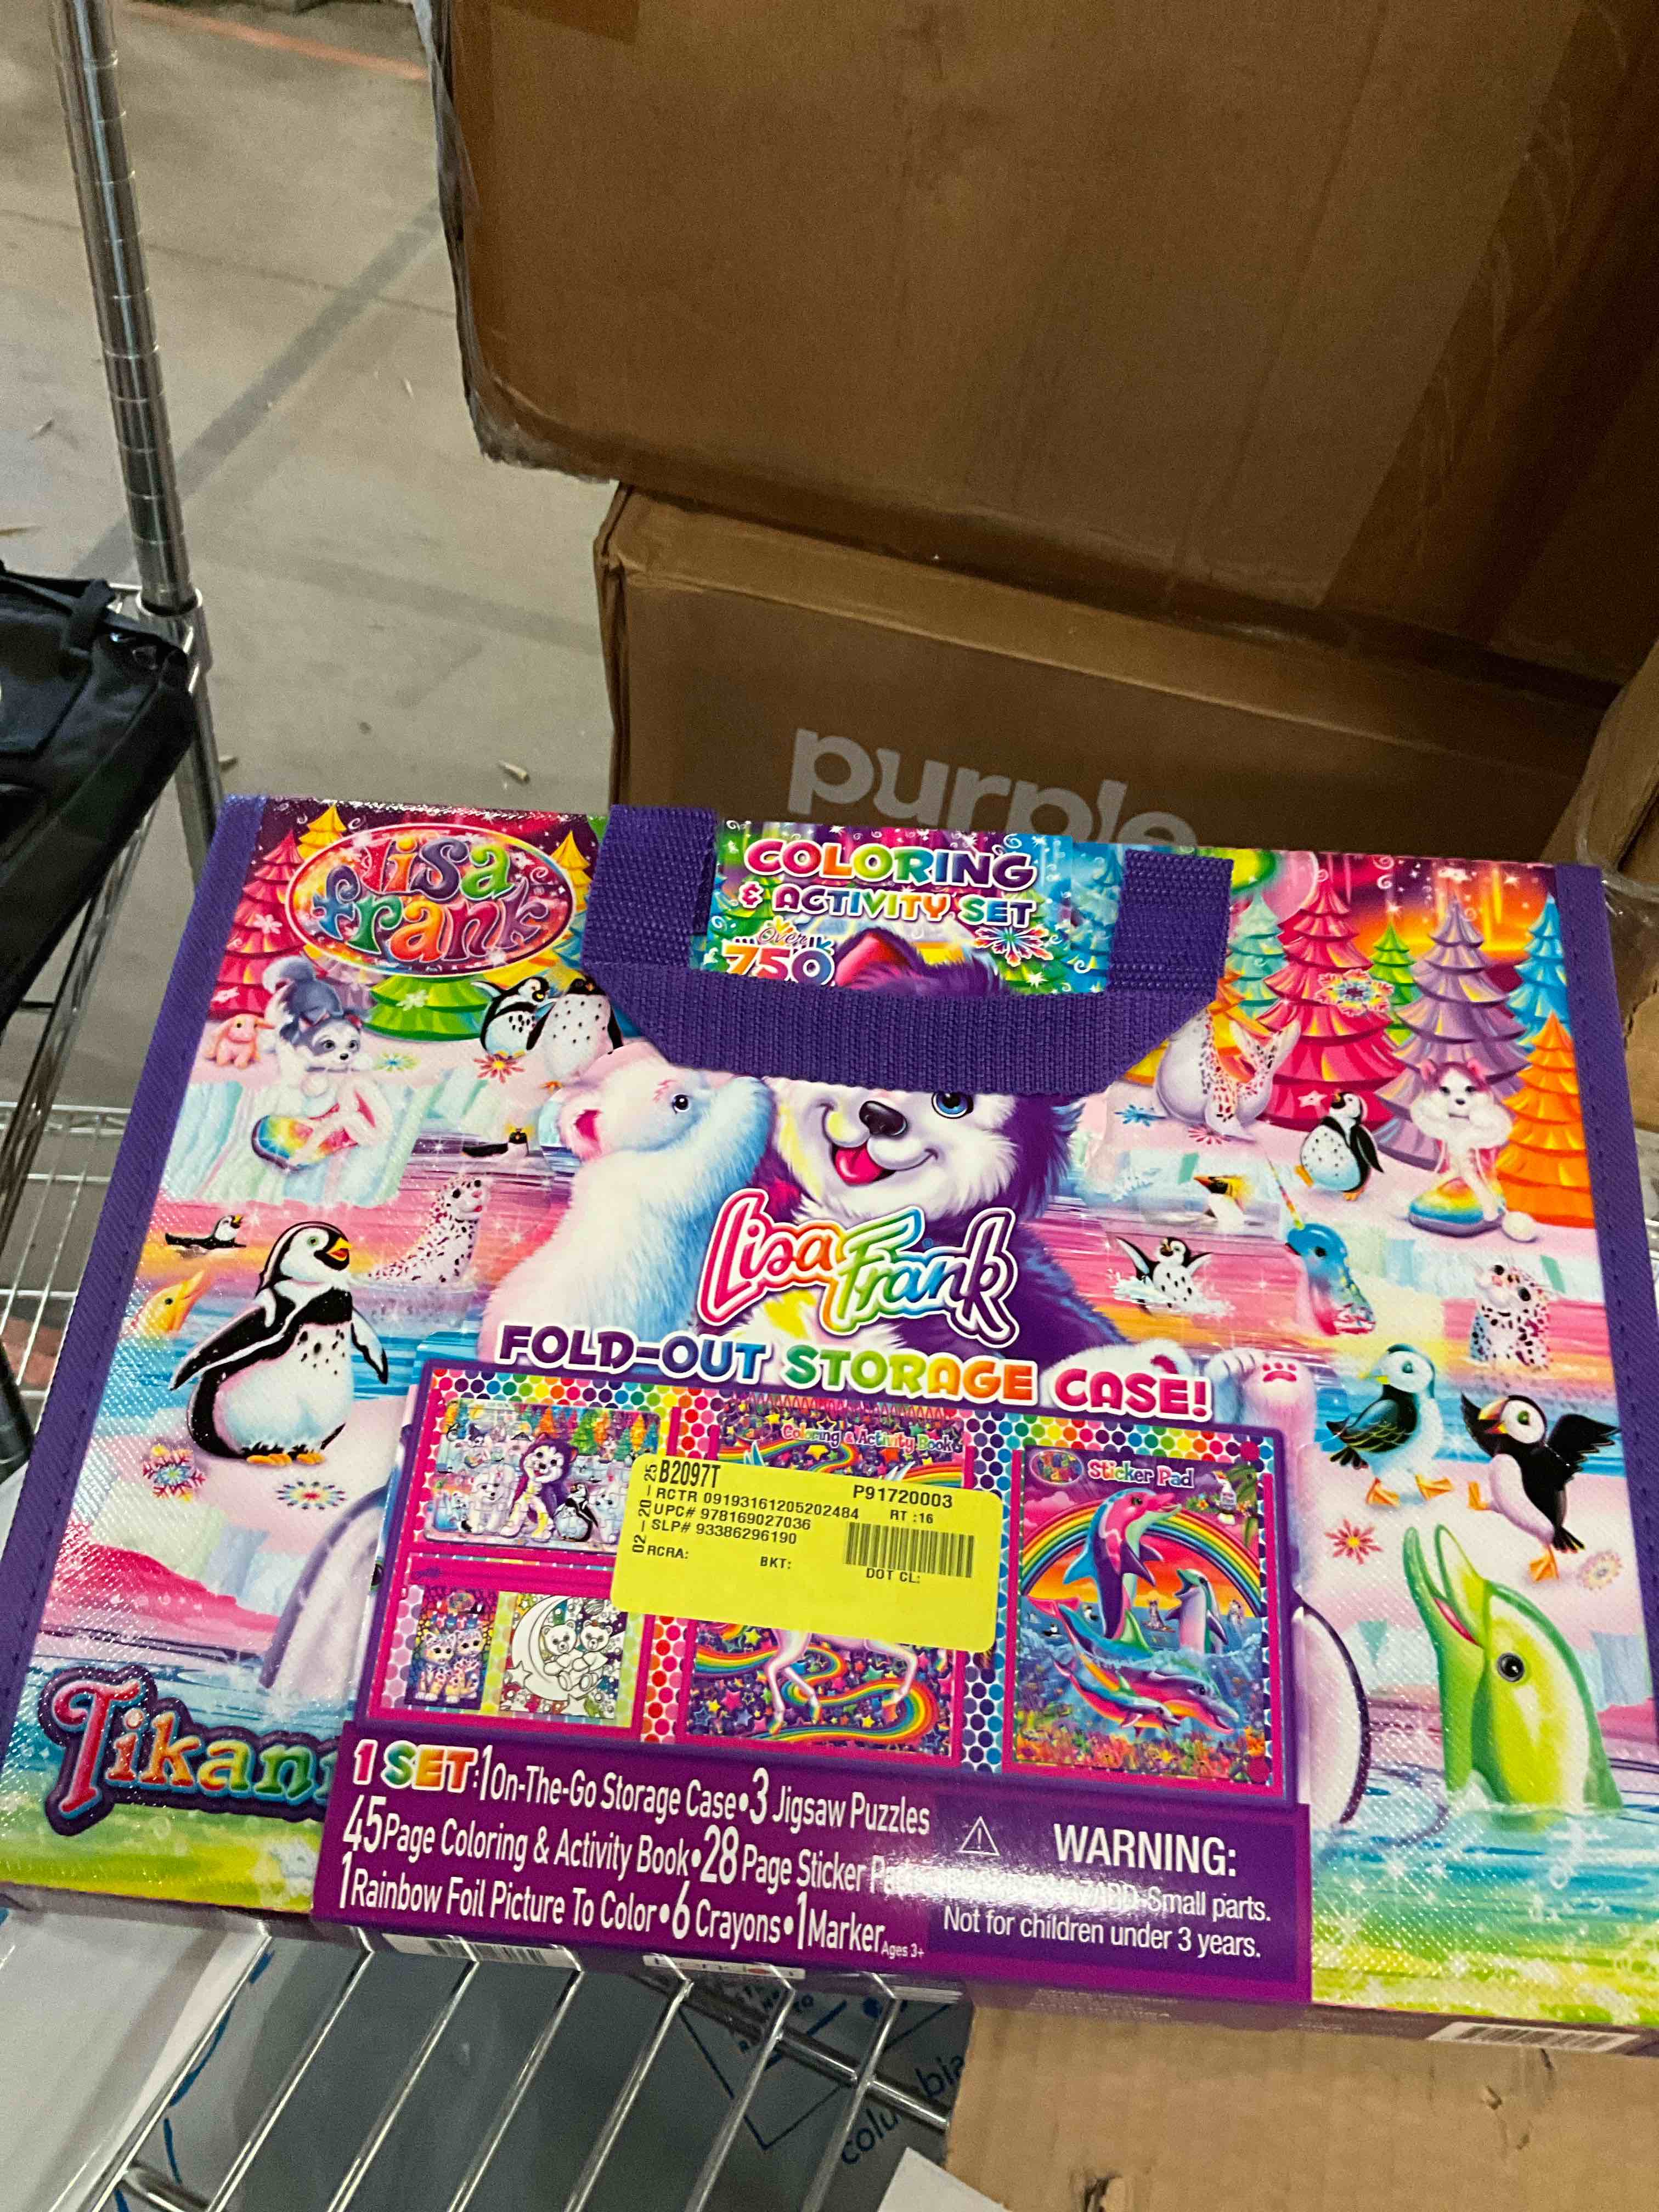 purple
lisa
frank
COLORING
& ACTIVITY SET
Over
750
Lisa Frank
FOLD-OUT STORAGE CASE!
Coloring & Activity Book
Sticker Pad
B2097T
P91720003
RCTR 09193161205202484
RT :16
UPC# 978169027036
SLP# 93386296190
RCRA:
BKT:
DOT CL:
02-20-25
Tikani
1 SET: 1 On-The-Go Storage Case • 3 Jigsaw Puzzles
45 Page Coloring & Activity Book • 28 Page Sticker
1 Rainbow Foil Picture To Color • 6 Crayons • 1 Marker
Ages 3+
WARNING:
Small parts.
Not for children under 3 years.